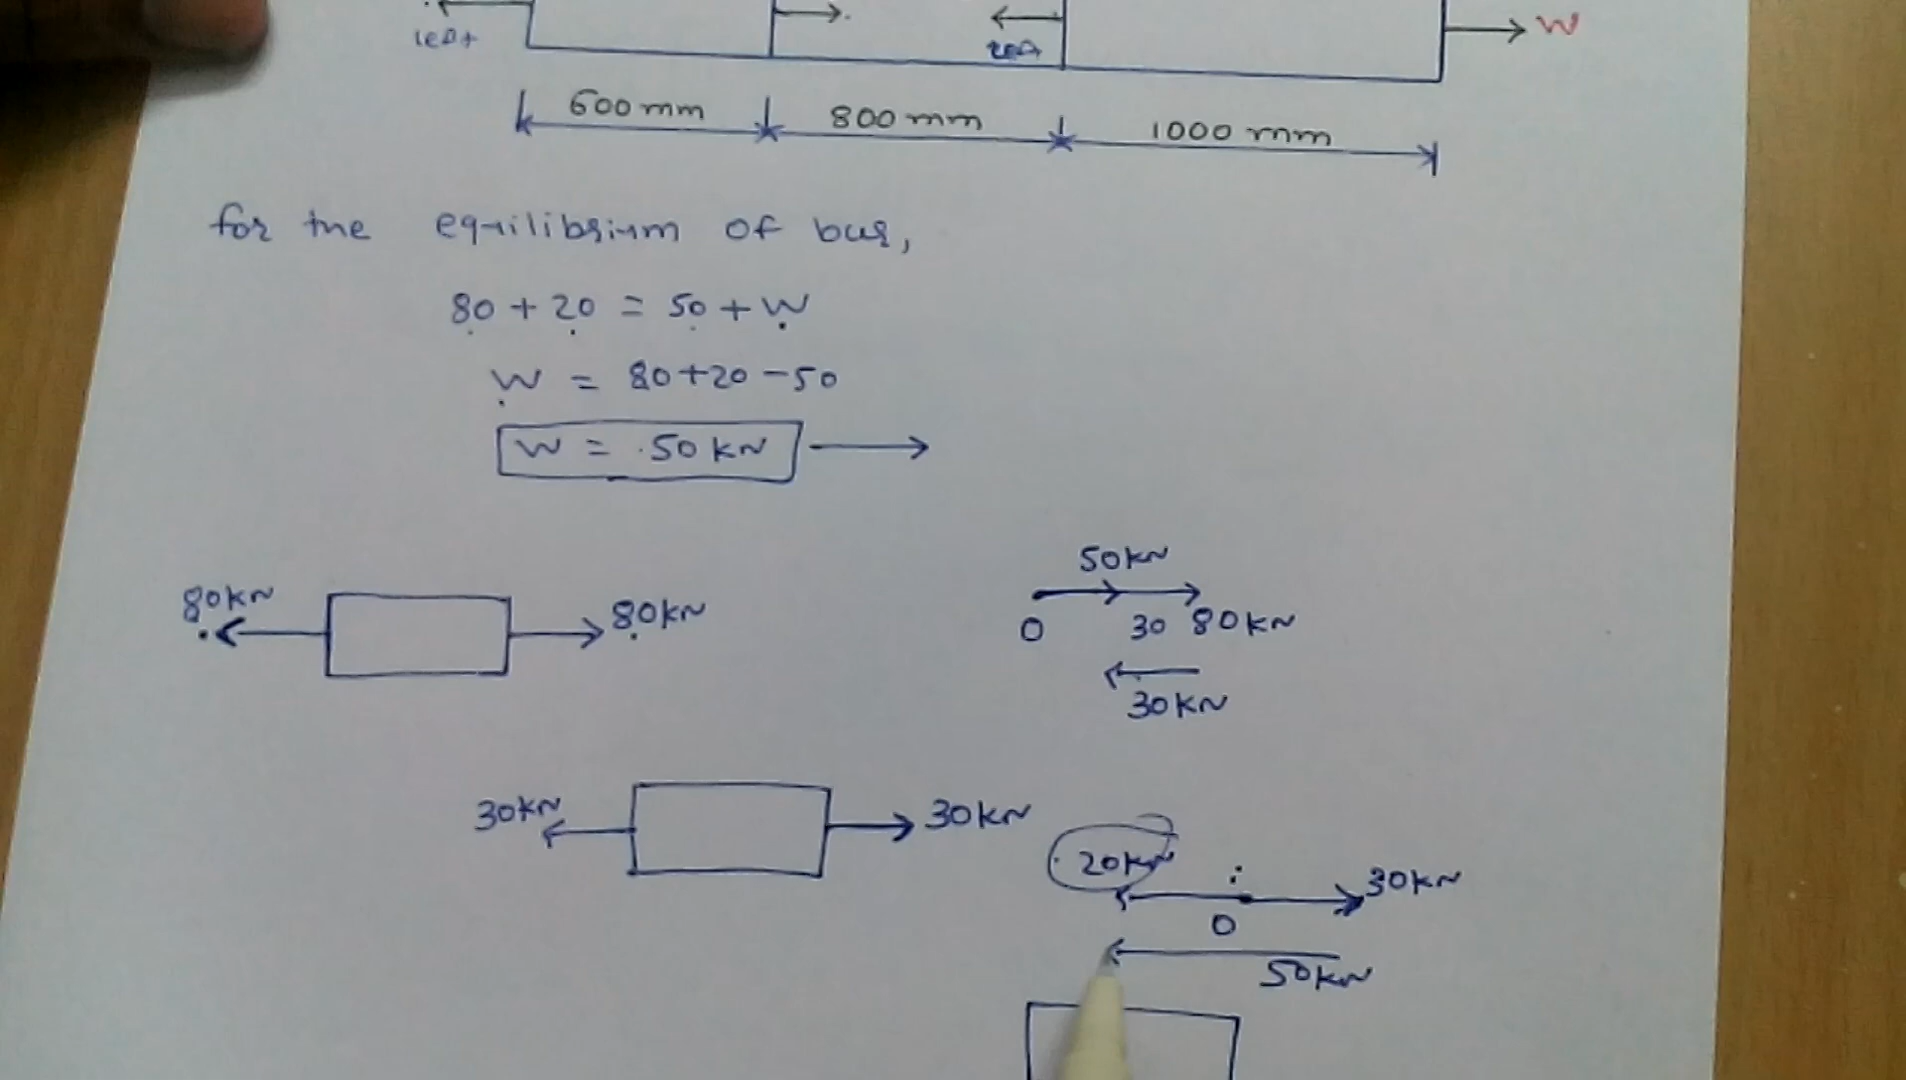 W
600 mm 800 mm 1000 mm
for the equilibrium of bar,
80 + 20 = 50 + W
W = 80 + 20 - 50
W = 50 kN
50kN
80kN 80kN
0 30 80kN
30kN
30kN 30kN
20kN 30kN
0
50kN